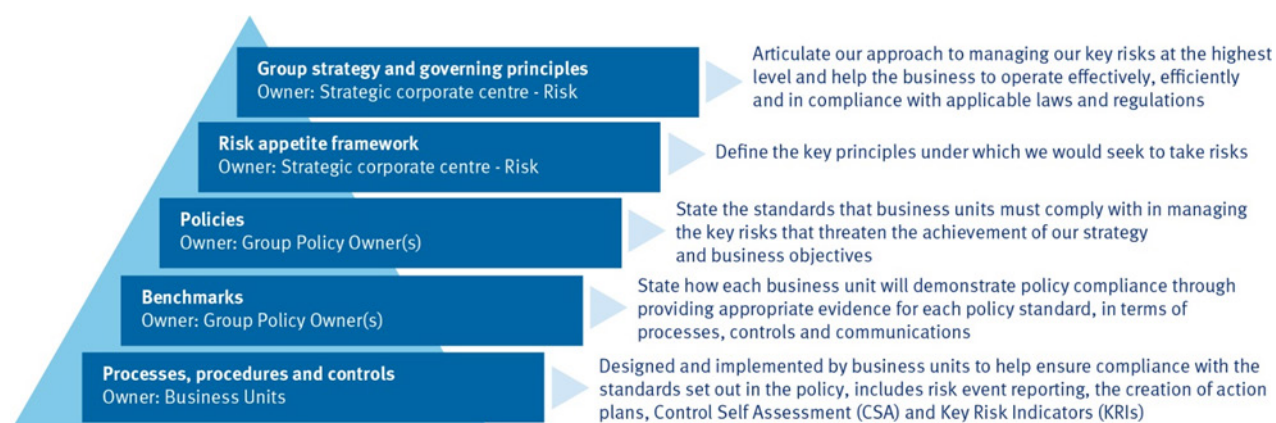 Group strategy and governing principles
Owner: Strategic corporate centre - Risk
Articulate our approach to managing our key risks at the highest
level and help the business to operate effectively, efficiently
and in compliance with applicable laws and regulations
Risk appetite framework
Owner: Strategic corporate centre - Risk
Define the key principles under which we would seek to take risks
Policies
Owner: Group Policy Owner(s)
State the standards that business units must comply with in managing
the key risks that threaten the achievement of our strategy
and business objectives
Benchmarks
Owner: Group Policy Owner(s)
State how each business unit will demonstrate policy compliance through
providing appropriate evidence for each policy standard, in terms of
processes, controls and communications
Processes, procedures and controls
Owner: Business Units
Designed and implemented by business units to help ensure compliance with the
standards set out in the policy, includes risk event reporting, the creation of action
plans, Control Self Assessment (CSA) and Key Risk Indicators (KRIs)